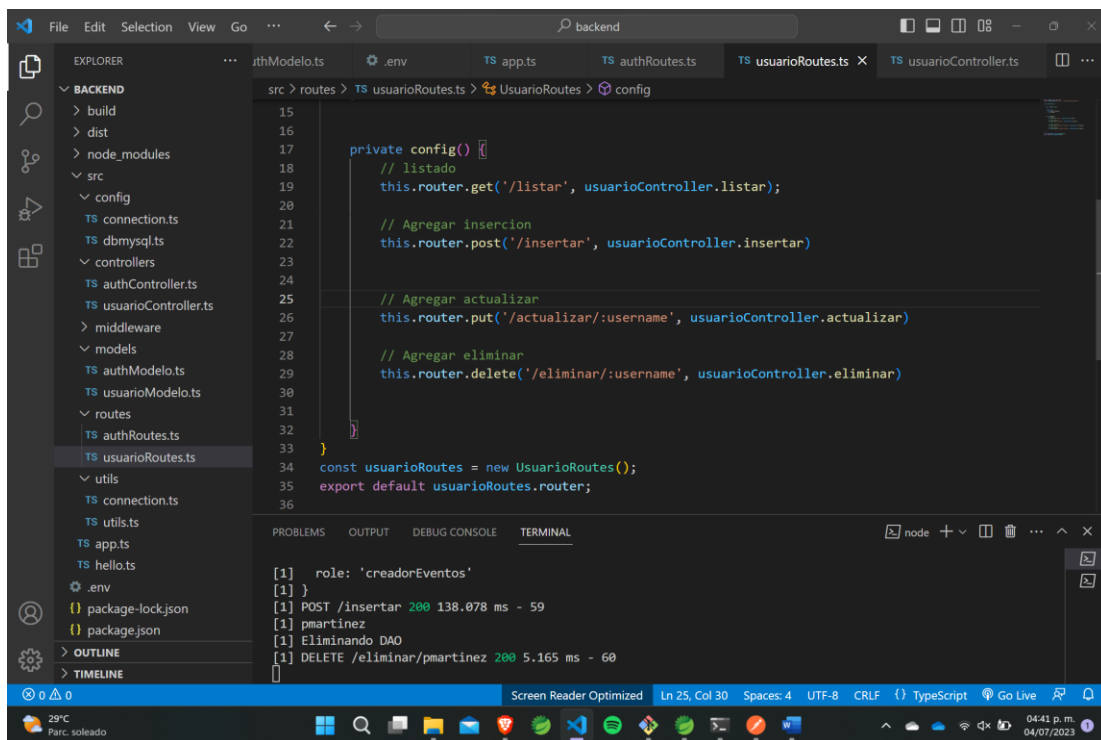 File Edit Selection View Go ··· backend
EXPLORER ···
BACKEND
build
dist
node_modules
src
config
TS connection.ts
TS dbmysql.ts
controllers
TS authController.ts
TS usuarioController.ts
middleware
models
TS authModelo.ts
TS usuarioModelo.ts
routes
TS authRoutes.ts
TS usuarioRoutes.ts
utils
TS connection.ts
TS utils.ts
TS app.ts
TS hello.ts
.env
{} package-lock.json
{} package.json
OUTLINE
TIMELINE
uthModelo.ts .env TS app.ts TS authRoutes.ts TS usuarioRoutes.ts TS usuarioController.ts ···
src > routes > TS usuarioRoutes.ts > UsuarioRoutes > config
15
16
17 private config() {
18 // listado
19 this.router.get('/listar', usuarioController.listar);
20
21 // Agregar insercion
22 this.router.post('/insertar', usuarioController.insertar)
23
24
25 // Agregar actualizar
26 this.router.put('/actualizar/:username', usuarioController.actualizar)
27
28 // Agregar eliminar
29 this.router.delete('/eliminar/:username', usuarioController.eliminar)
30
31
32 }
33 }
34 const usuarioRoutes = new UsuarioRoutes();
35 export default usuarioRoutes.router;
36
PROBLEMS OUTPUT DEBUG CONSOLE TERMINAL node
[1] role: 'creadorEventos'
[1] }
[1] POST /insertar 200 138.078 ms - 59
[1] pmartinez
[1] Eliminando DAO
[1] DELETE /eliminar/pmartinez 200 5.165 ms - 60
0 0 Screen Reader Optimized Ln 25, Col 30 Spaces: 4 UTF-8 CRLF {} TypeScript Go Live
29°C
Parc. soleado
04:41 p. m.
04/07/2023
1